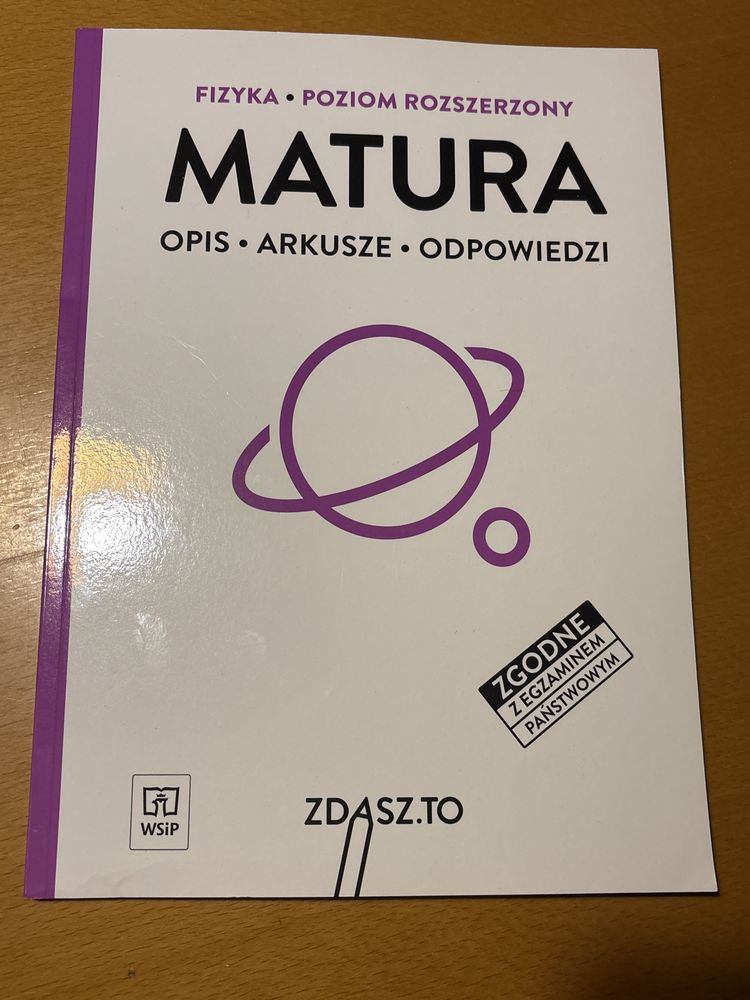 FIZYKA • POZIOM ROZSZERZONY
MATURA
OPIS • ARKUSZE • ODPOWIEDZI
ZGODNE
Z EGZAMINEM
PAŃSTWOWYM
WSiP
ZDASZ.TO